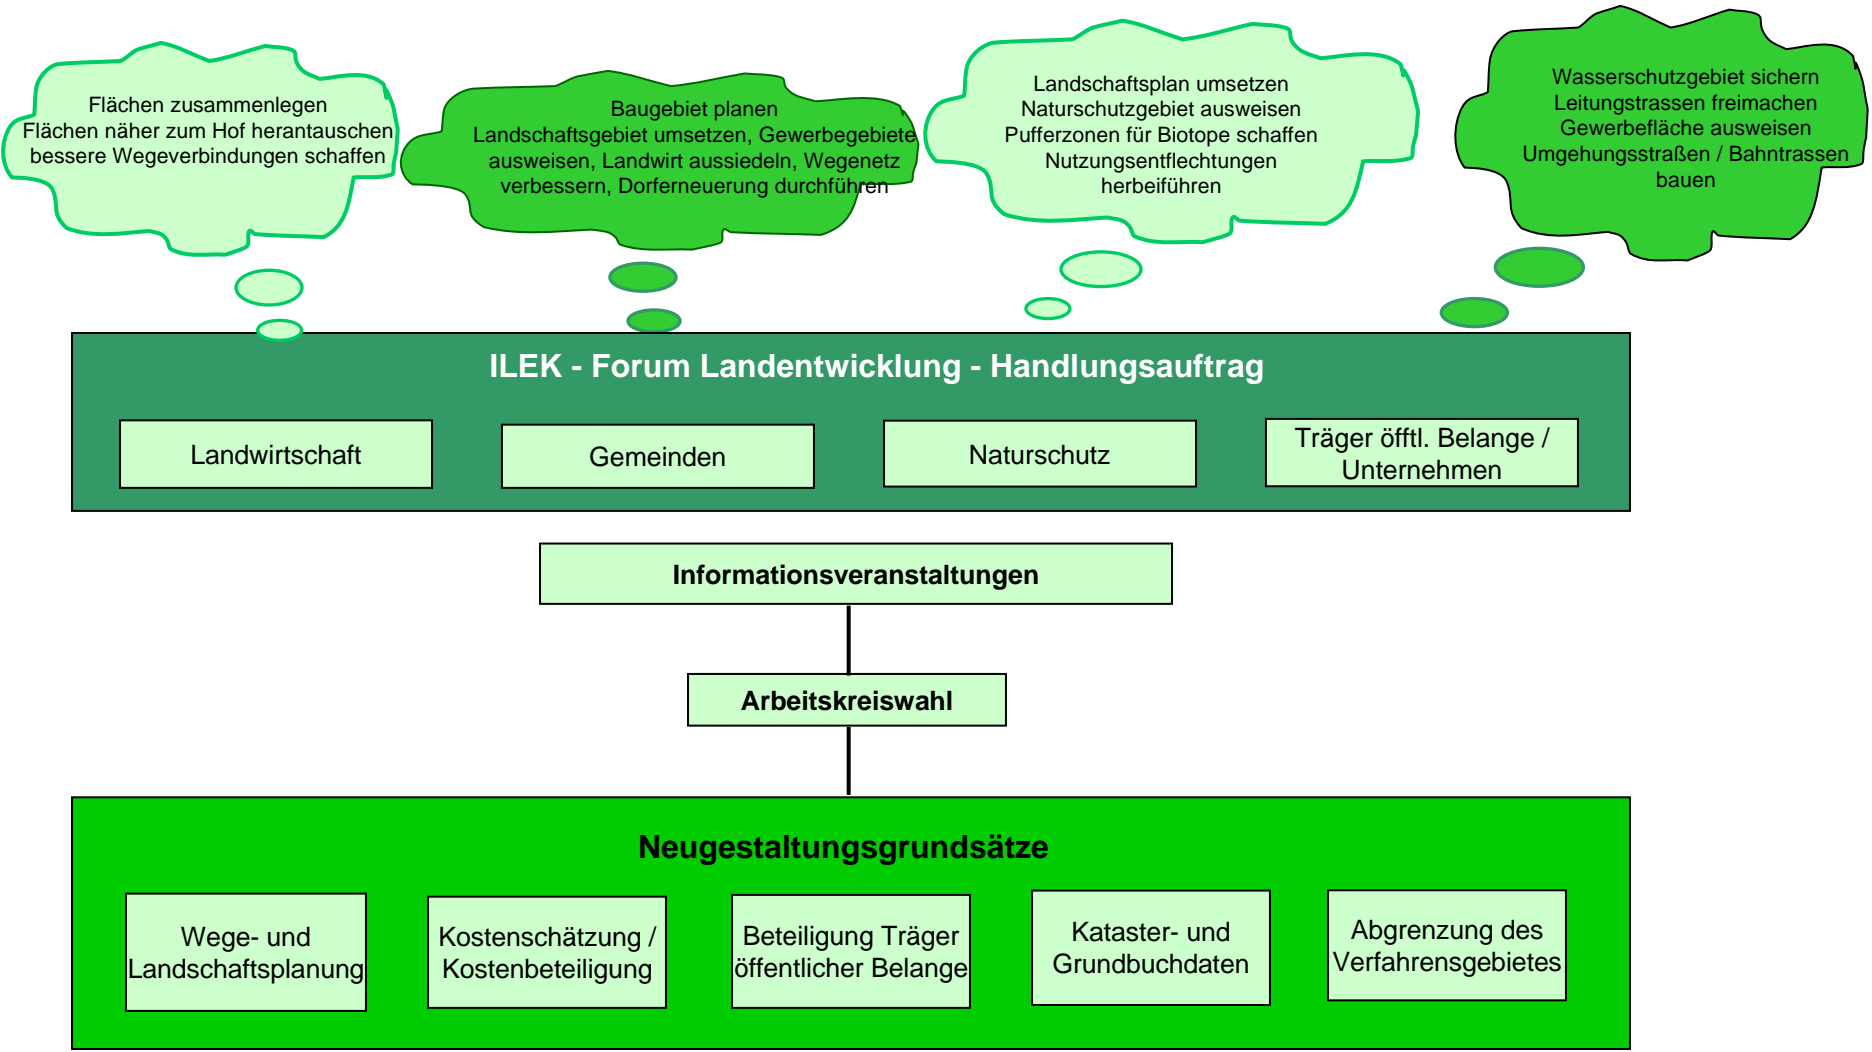 Flächen zusammenlegen
Flächen näher zum Hof herantauschen
bessere Wegeverbindungen schaffen
Baugebiet planen
Landschaftsgebiet umsetzen, Gewerbegebiete
ausweisen, Landwirt aussiedeln, Wegenetz
verbessern, Dorferneuerung durchführen
Landschaftsplan umsetzen
Naturschutzgebiet ausweisen
Pufferzonen für Biotope schaffen
Nutzungsentflechtungen
herbeiführen
Wasserschutzgebiet sichern
Leitungstrassen freimachen
Gewerbefläche ausweisen
Umgehungsstraßen / Bahntrassen
bauen
ILEK - Forum Landentwicklung - Handlungsauftrag
Landwirtschaft
Gemeinden
Naturschutz
Träger öfftl. Belange /
Unternehmen
Informationsveranstaltungen
Arbeitskreiswahl
Neugestaltungsgrundsätze
Wege- und
Landschaftsplanung
Kostenschätzung /
Kostenbeteiligung
Beteiligung Träger
öffentlicher Belange
Kataster- und
Grundbuchdaten
Abgrenzung des
Verfahrensgebietes